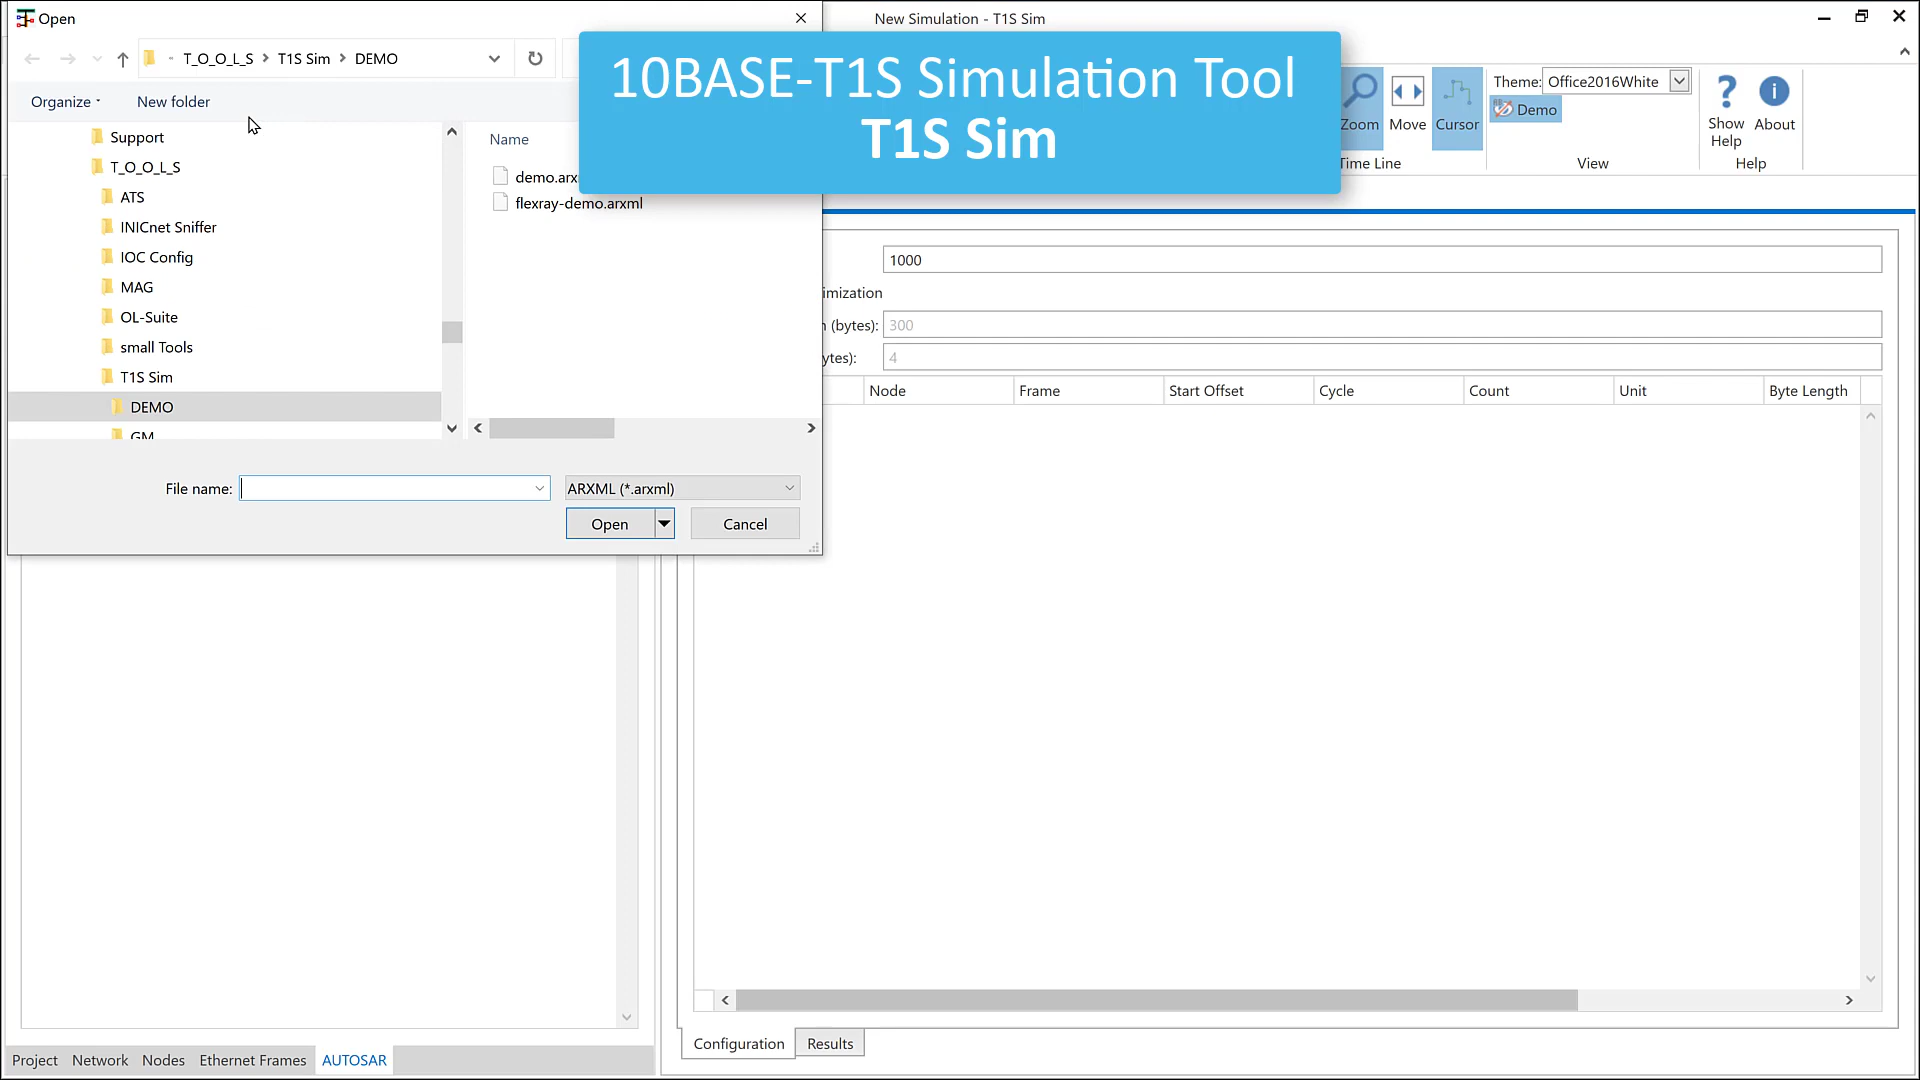 Open
New Simulation - T1S Sim
T_O_O_L_S > T1S Sim > DEMO
Organize
New folder
10BASE-T1S Simulation Tool
T1S Sim
Zoom
Move
Cursor
Time Line
Theme: Office2016White
Demo
View
Show Help
About
Help
Support
T_O_O_L_S
ATS
INICnet Sniffer
IOC Config
MAG
OL-Suite
small Tools
T1S Sim
DEMO
GM
Name
demo.arx
flexray-demo.arxml
File name:
ARXML (*.arxml)
Open
Cancel
1000
imization
(bytes): 300
ytes): 4
Node
Frame
Start Offset
Cycle
Count
Unit
Byte Length
Configuration
Results
Project
Network
Nodes
Ethernet Frames
AUTOSAR